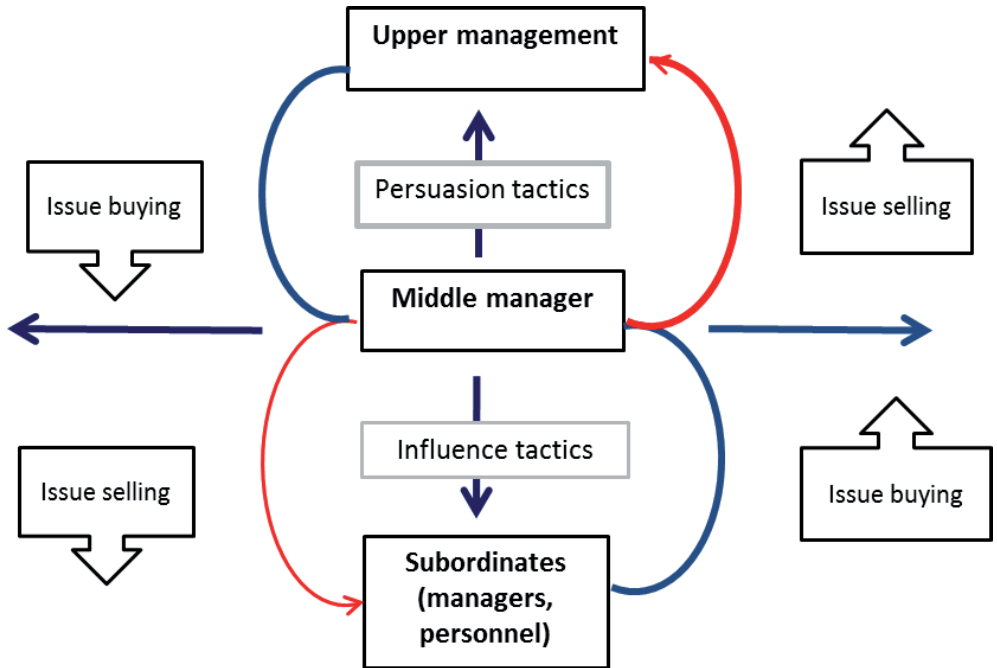 Upper management
Issue buying
Persuasion tactics
Issue selling
Middle manager
Influence tactics
Issue selling
Issue buying
Subordinates
(managers,
personnel)